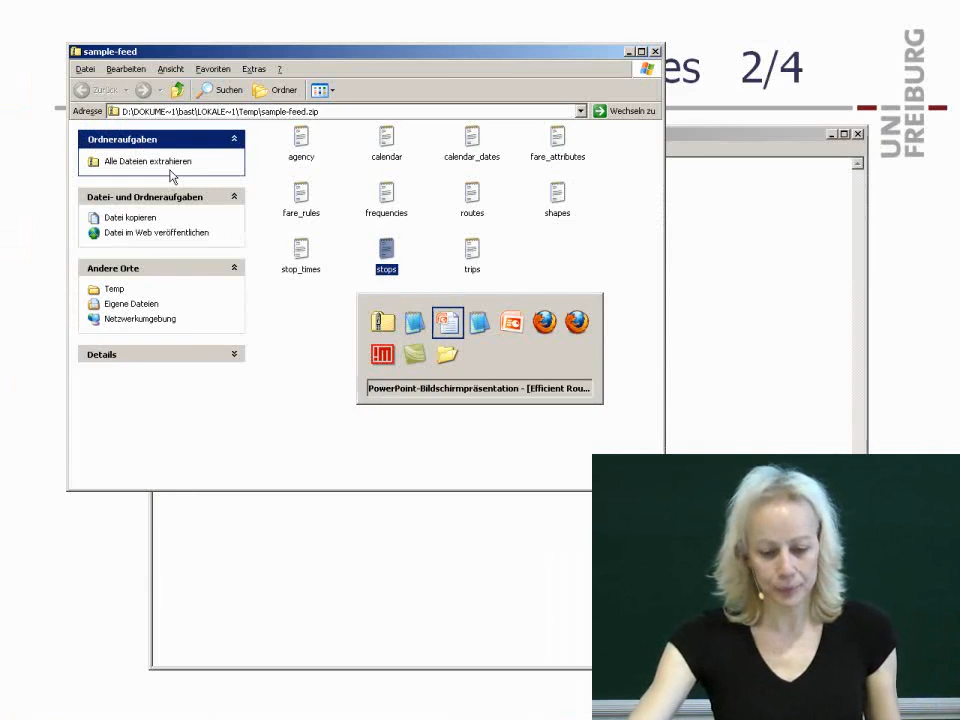 es 2/4
UNI
FREIBURG
sample-feed
Datei Bearbeiten Ansicht Favoriten Extras ?
Zurück Suchen Ordner
Adresse D:\DOKUME~1\bast\LOKALE~1\Temp\sample-feed.zip Wechseln zu
Ordneraufgaben
Alle Dateien extrahieren
Datei- und Ordneraufgaben
Datei kopieren
Datei im Web veröffentlichen
Andere Orte
Temp
Eigene Dateien
Netzwerkumgebung
Details
agency calendar calendar_dates fare_attributes
fare_rules frequencies routes shapes
stop_times stops trips
PowerPoint-Bildschirmpräsentation - [Efficient Rou...